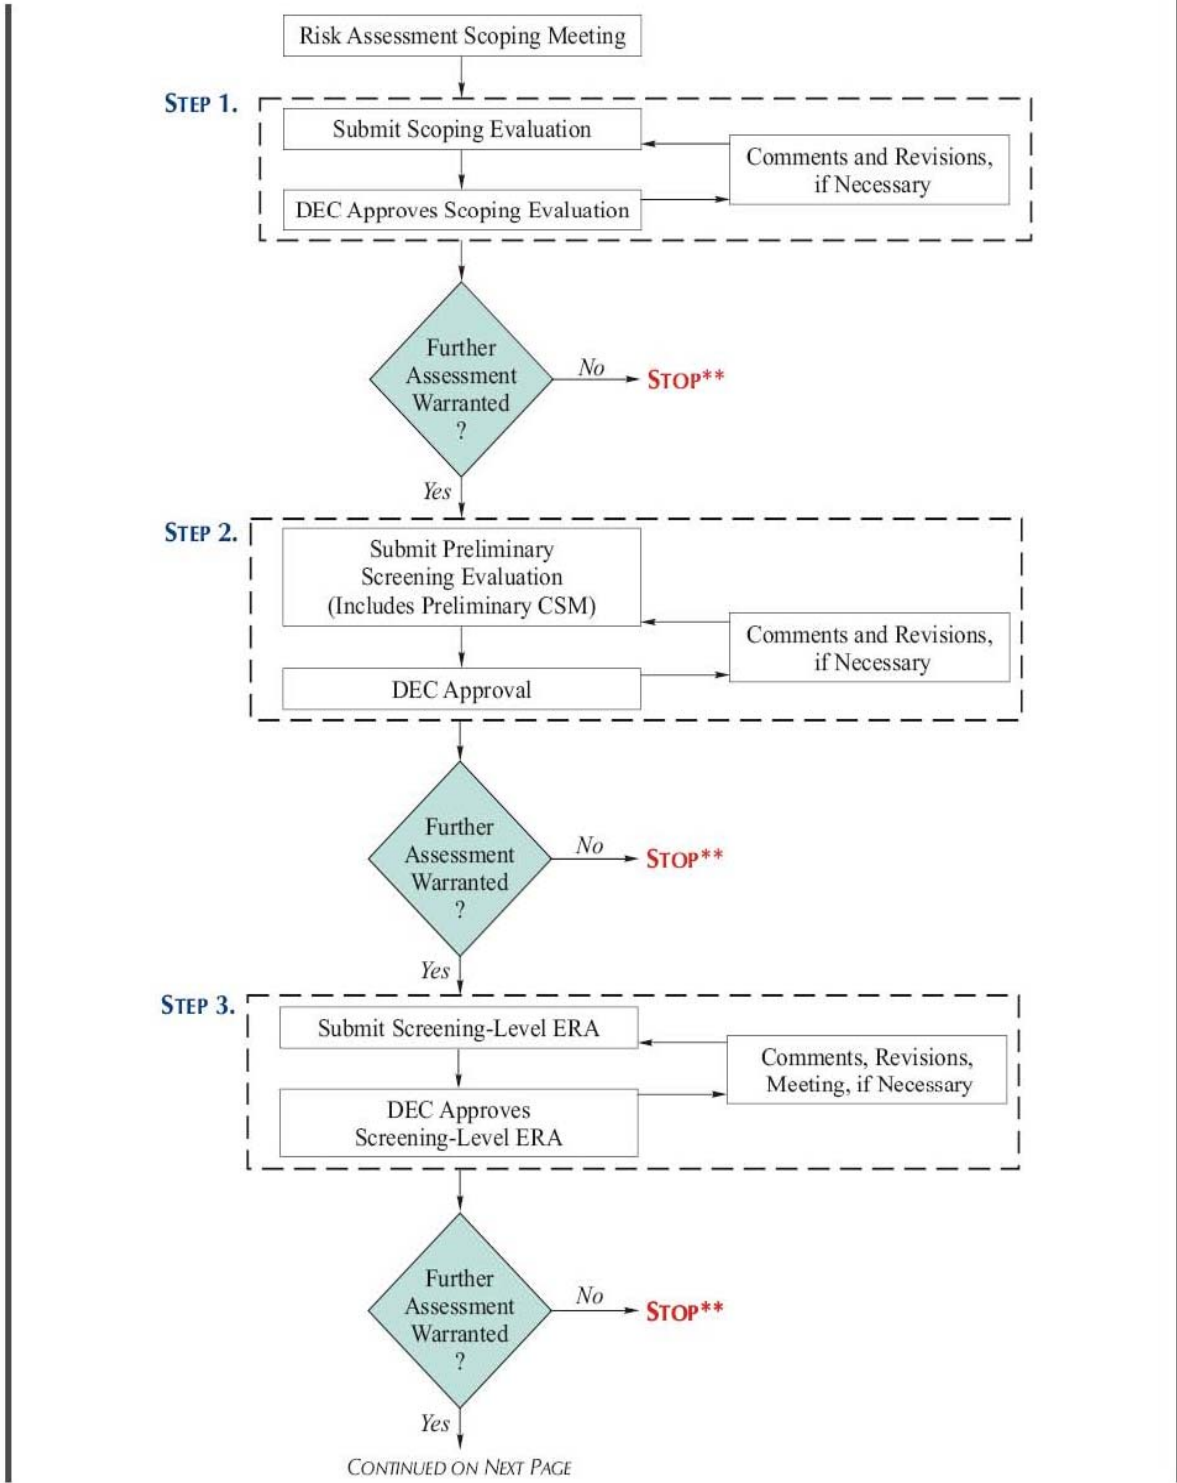 Risk Assessment Scoping Meeting
STEP 1.
Submit Scoping Evaluation
Comments and Revisions,
if Necessary
DEC Approves Scoping Evaluation
Further
Assessment
Warranted
?
No
STOP**
Yes
STEP 2.
Submit Preliminary
Screening Evaluation
(Includes Preliminary CSM)
Comments and Revisions,
if Necessary
DEC Approval
Further
Assessment
Warranted
?
No
STOP**
Yes
STEP 3.
Submit Screening-Level ERA
Comments, Revisions,
Meeting, if Necessary
DEC Approves
Screening-Level ERA
Further
Assessment
Warranted
?
No
STOP**
Yes
CONTINUED ON NEXT PAGE